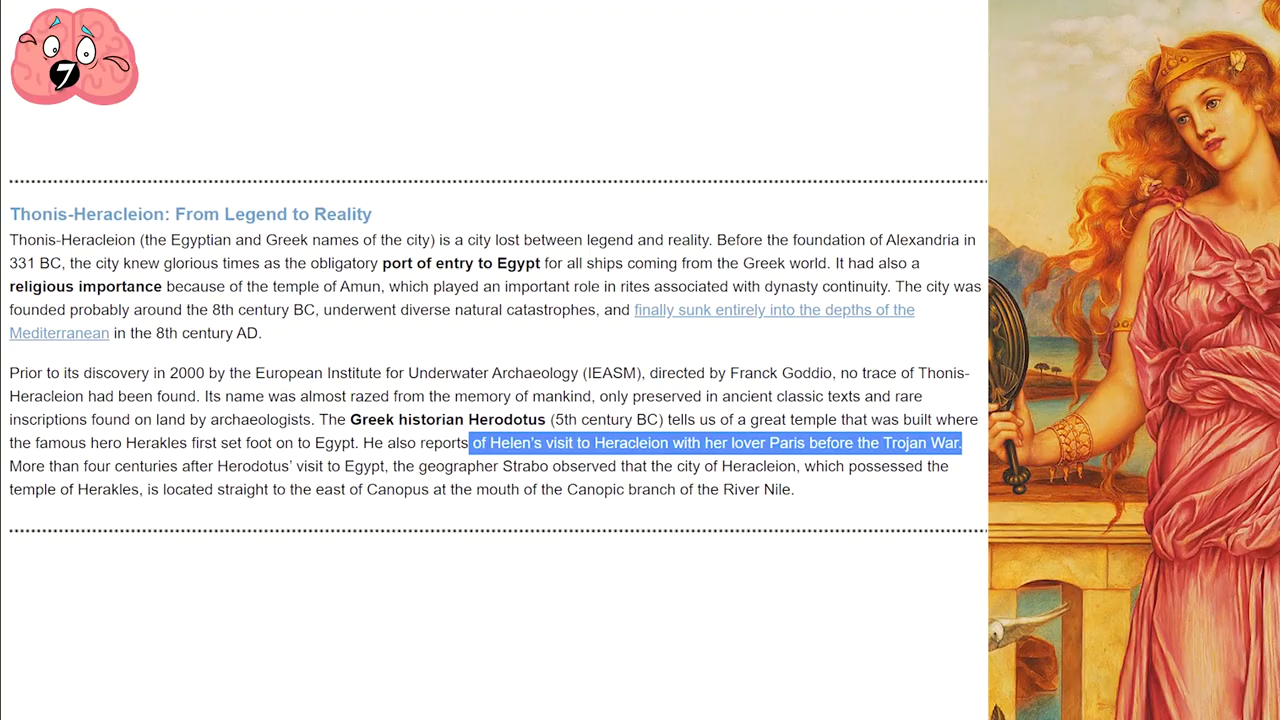 7
Thonis-Heracleion: From Legend to Reality
Thonis-Heracleion (the Egyptian and Greek names of the city) is a city lost between legend and reality. Before the foundation of Alexandria in
331 BC, the city knew glorious times as the obligatory port of entry to Egypt for all ships coming from the Greek world. It had also a
religious importance because of the temple of Amun, which played an important role in rites associated with dynasty continuity. The city was
founded probably around the 8th century BC, underwent diverse natural catastrophes, and finally sunk entirely into the depths of the
Mediterranean in the 8th century AD.
Prior to its discovery in 2000 by the European Institute for Underwater Archaeology (IEASM), directed by Franck Goddio, no trace of Thonis-
Heracleion had been found. Its name was almost razed from the memory of mankind, only preserved in ancient classic texts and rare
inscriptions found on land by archaeologists. The Greek historian Herodotus (5th century BC) tells us of a great temple that was built where
the famous hero Herakles first set foot on to Egypt. He also reports of Helen's visit to Heracleion with her lover Paris before the Trojan War.
More than four centuries after Herodotus' visit to Egypt, the geographer Strabo observed that the city of Heracleion, which possessed the
temple of Herakles, is located straight to the east of Canopus at the mouth of the Canopic branch of the River Nile.